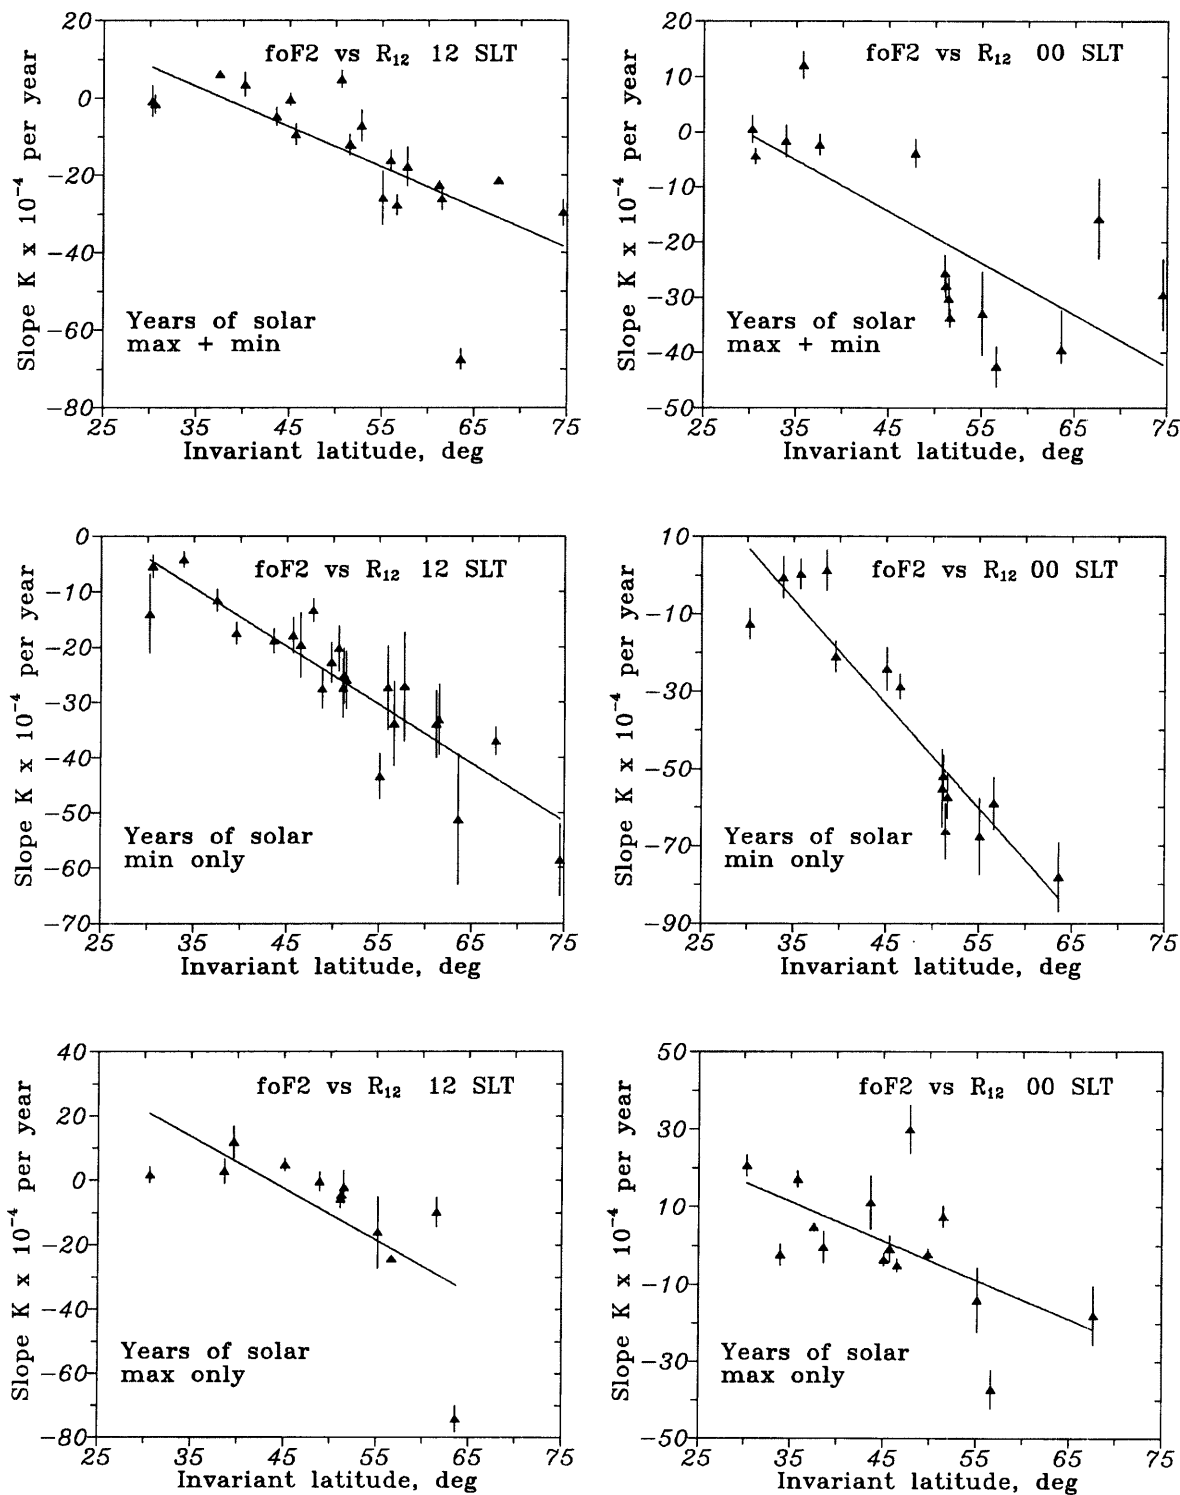 20
0
−20
−40
−60
−80
Slope K x 10⁻⁴ per year
foF2 vs R₁₂ 12 SLT
Years of solar
max + min
25 35 45 55 65 75
Invariant latitude, deg
20
10
0
−10
−20
−30
−40
−50
Slope K x 10⁻⁴ per year
foF2 vs R₁₂ 00 SLT
Years of solar
max + min
25 35 45 55 65 75
Invariant latitude, deg
0
−10
−20
−30
−40
−50
−60
−70
Slope K x 10⁻⁴ per year
foF2 vs R₁₂ 12 SLT
Years of solar
min only
25 35 45 55 65 75
Invariant latitude, deg
10
−10
−30
−50
−70
−90
Slope K x 10⁻⁴ per year
foF2 vs R₁₂ 00 SLT
Years of solar
min only
25 35 45 55 65 75
Invariant latitude, deg
40
20
0
−20
−40
−60
−80
Slope K x 10⁻⁴ per year
foF2 vs R₁₂ 12 SLT
Years of solar
max only
25 35 45 55 65 75
Invariant latitude, deg
50
30
10
−10
−30
−50
Slope K x 10⁻⁴ per year
foF2 vs R₁₂ 00 SLT
Years of solar
max only
25 35 45 55 65 75
Invariant latitude, deg